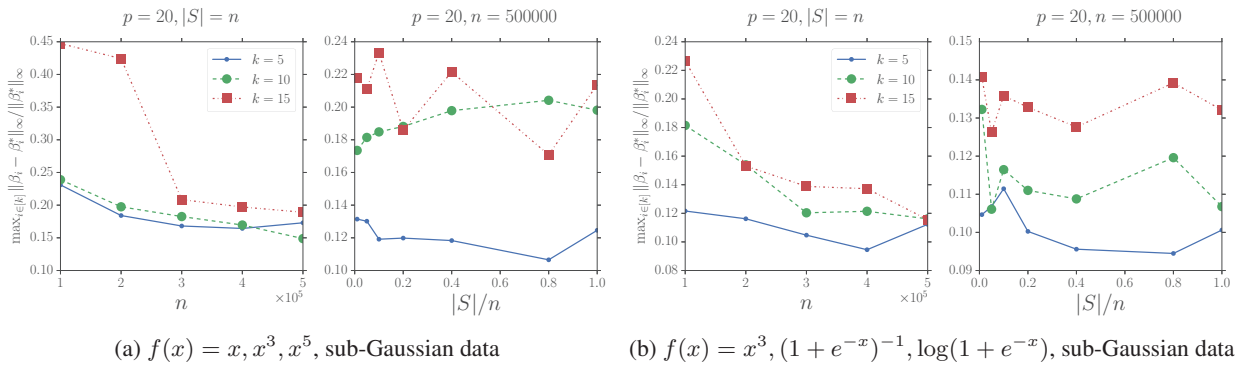 p = 20, |S| = n
max_{i∈[k]} ||β_i − β_i^*||_∞/||β_i^*||_∞
0.45
0.40
0.35
0.30
0.25
0.20
0.15
0.10
k = 5
k = 10
k = 15
1 2 3 4 5
×10^5
n
p = 20, n = 500000
0.24
0.22
0.20
0.18
0.16
0.14
0.12
0.10
0.0 0.2 0.4 0.6 0.8 1.0
|S|/n
(a) f(x) = x, x^3, x^5, sub-Gaussian data
p = 20, |S| = n
max_{i∈[k]} ||β_i − β_i^*||_∞/||β_i^*||_∞
0.24
0.22
0.20
0.18
0.16
0.14
0.12
0.10
0.08
k = 5
k = 10
k = 15
1 2 3 4 5
×10^5
n
p = 20, n = 500000
0.15
0.14
0.13
0.12
0.11
0.10
0.09
0.0 0.2 0.4 0.6 0.8 1.0
|S|/n
(b) f(x) = x^3, (1 + e^{−x})^{−1}, log(1 + e^{−x}), sub-Gaussian data